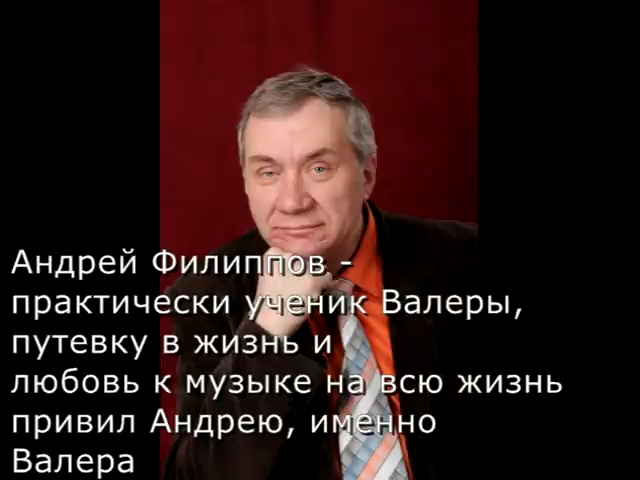 Андрей Филиппов -
практически ученик Валеры,
путевку в жизнь и
любовь к музыке на всю жизнь
привил Андрею, именно
Валера